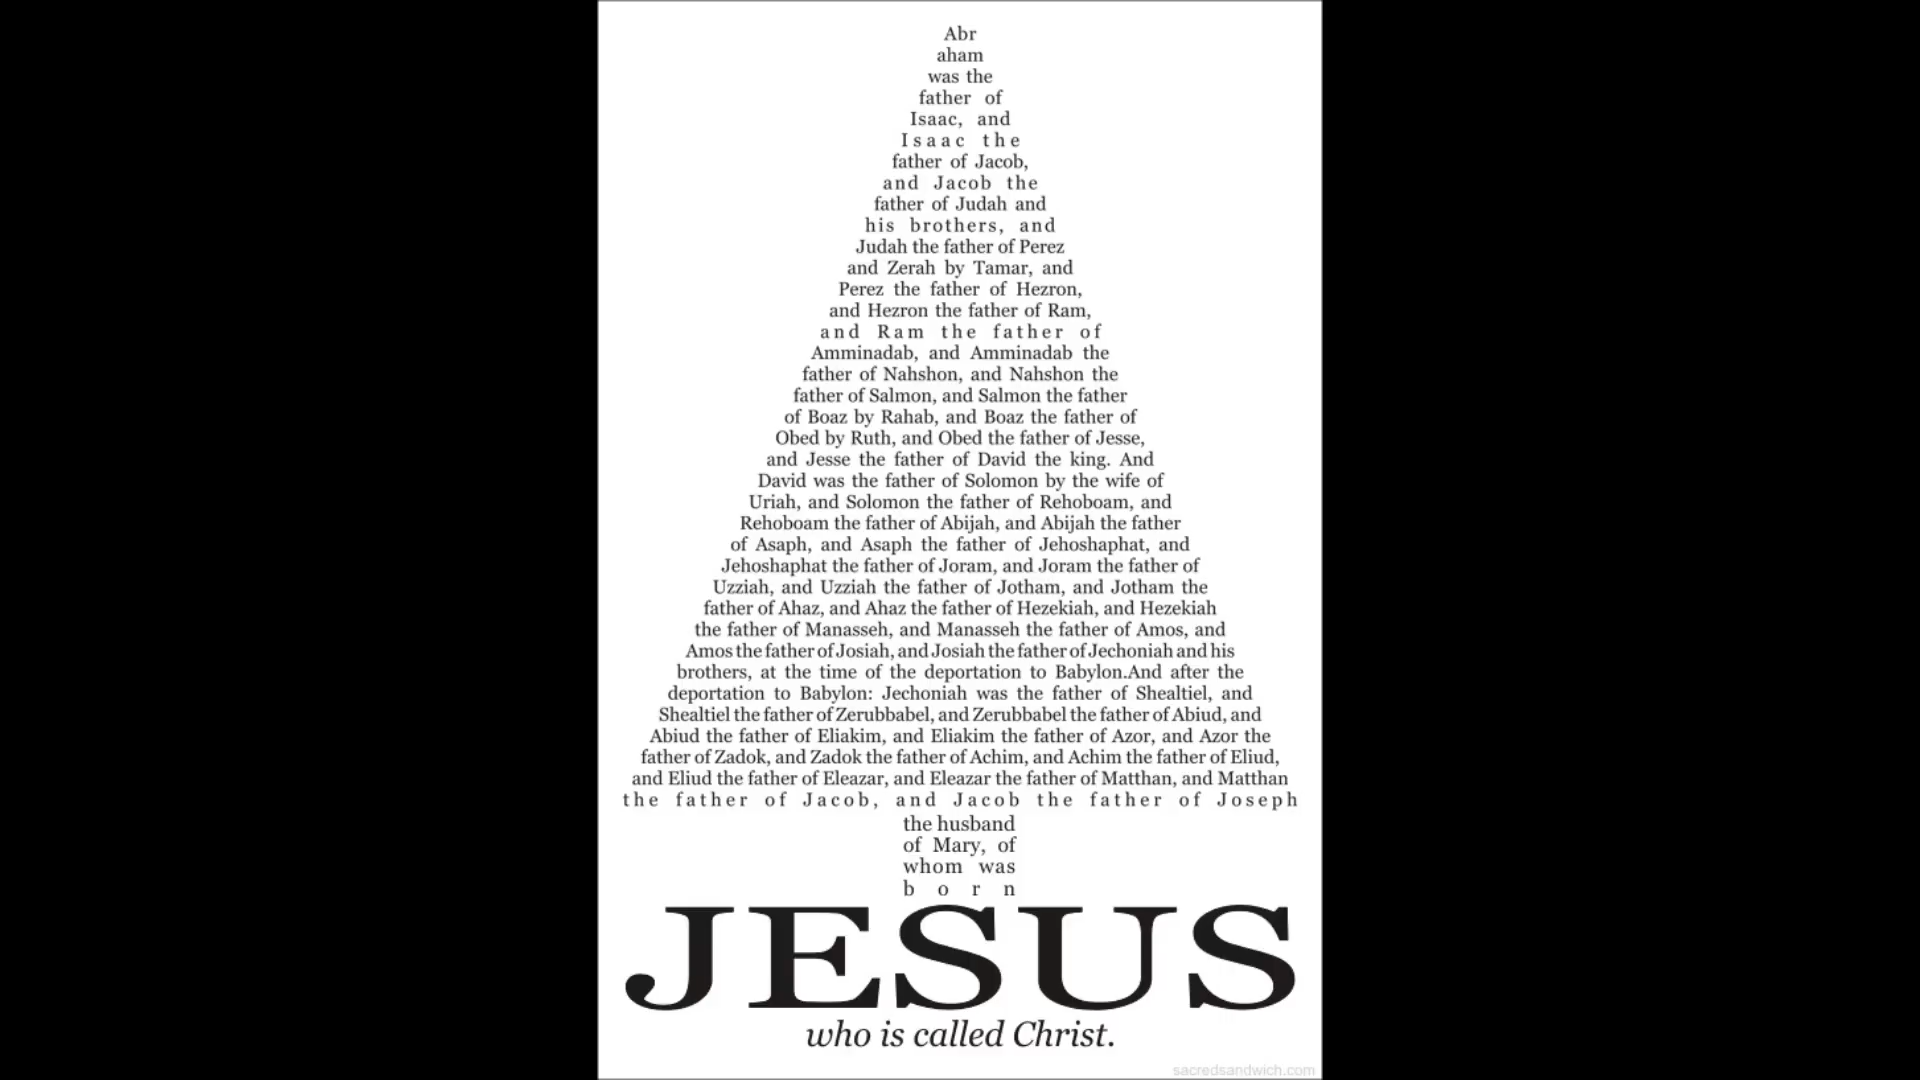 Abr
aham
was the
father of
Isaac, and
Isaac the
father of Jacob,
and Jacob the
father of Judah and
his brothers, and
Judah the father of Perez
and Zerah by Tamar, and
Perez the father of Hezron,
and Hezron the father of Ram,
and Ram the father of
Amminadab, and Amminadab the
father of Nahshon, and Nahshon the
father of Salmon, and Salmon the father
of Boaz by Rahab, and Boaz the father of
Obed by Ruth, and Obed the father of Jesse,
and Jesse the father of David the king. And
David was the father of Solomon by the wife of
Uriah, and Solomon the father of Rehoboam, and
Rehoboam the father of Abijah, and Abijah the father
of Asaph, and Asaph the father of Jehoshaphat, and
Jehoshaphat the father of Joram, and Joram the father of
Uzziah, and Uzziah the father of Jotham, and Jotham the
father of Ahaz, and Ahaz the father of Hezekiah, and Hezekiah
the father of Manasseh, and Manasseh the father of Amos, and
Amos the father of Josiah, and Josiah the father of Jechoniah and his
brothers, at the time of the deportation to Babylon.And after the
deportation to Babylon: Jechoniah was the father of Shealtiel, and
Shealtiel the father of Zerubbabel, and Zerubbabel the father of Abiud, and
Abiud the father of Eliakim, and Eliakim the father of Azor, and Azor the
father of Zadok, and Zadok the father of Achim, and Achim the father of Eliud,
and Eliud the father of Eleazar, and Eleazar the father of Matthan, and Matthan
the father of Jacob, and Jacob the father of Joseph
the husband
of Mary, of
whom was
born
JESUS
who is called Christ.
sacredsandwich.com